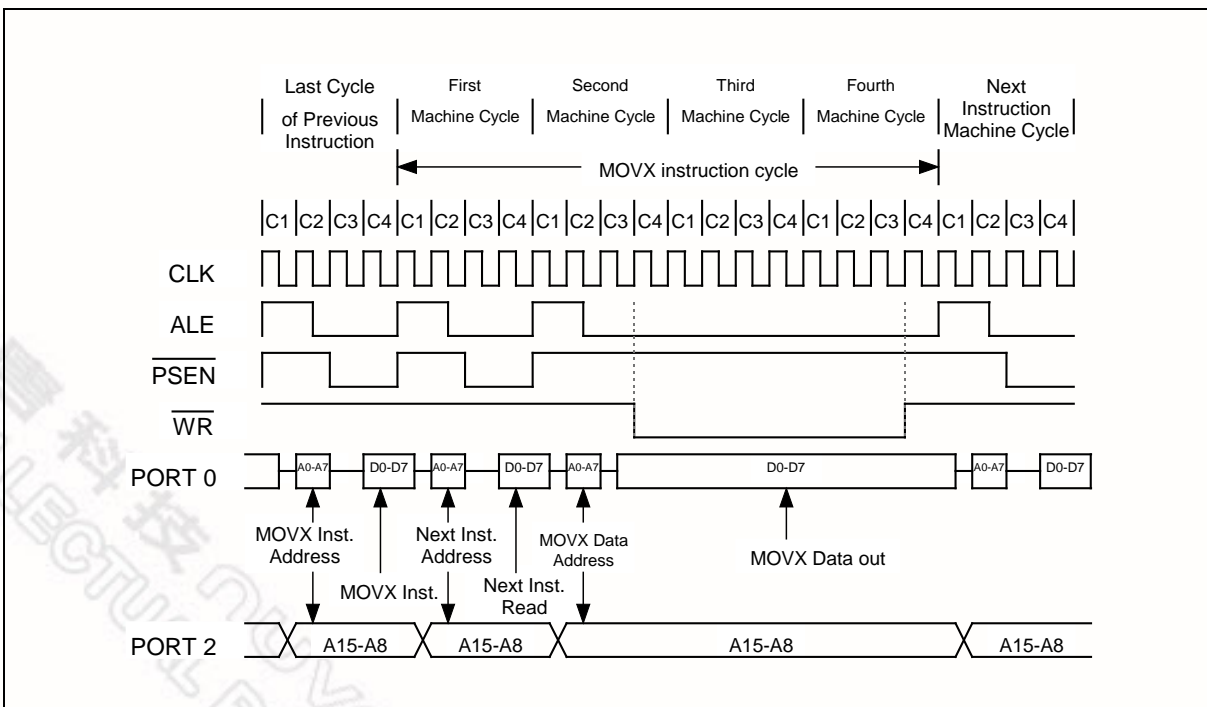 Last Cycle
of Previous
Instruction
First
Machine Cycle
Second
Machine Cycle
Third
Machine Cycle
Fourth
Machine Cycle
Next
Instruction
Machine Cycle
MOVX instruction cycle
C1 C2 C3 C4 C1 C2 C3 C4 C1 C2 C3 C4 C1 C2 C3 C4 C1 C2 C3 C4 C1 C2 C3 C4
CLK
ALE
PSEN
WR
PORT 0
A0-A7 D0-D7 A0-A7 D0-D7 A0-A7 D0-D7 A0-A7 D0-D7
MOVX Inst.
Address
MOVX Inst.
Next Inst.
Address
Next Inst.
Read
MOVX Data
Address
MOVX Data out
PORT 2
A15-A8 A15-A8 A15-A8 A15-A8